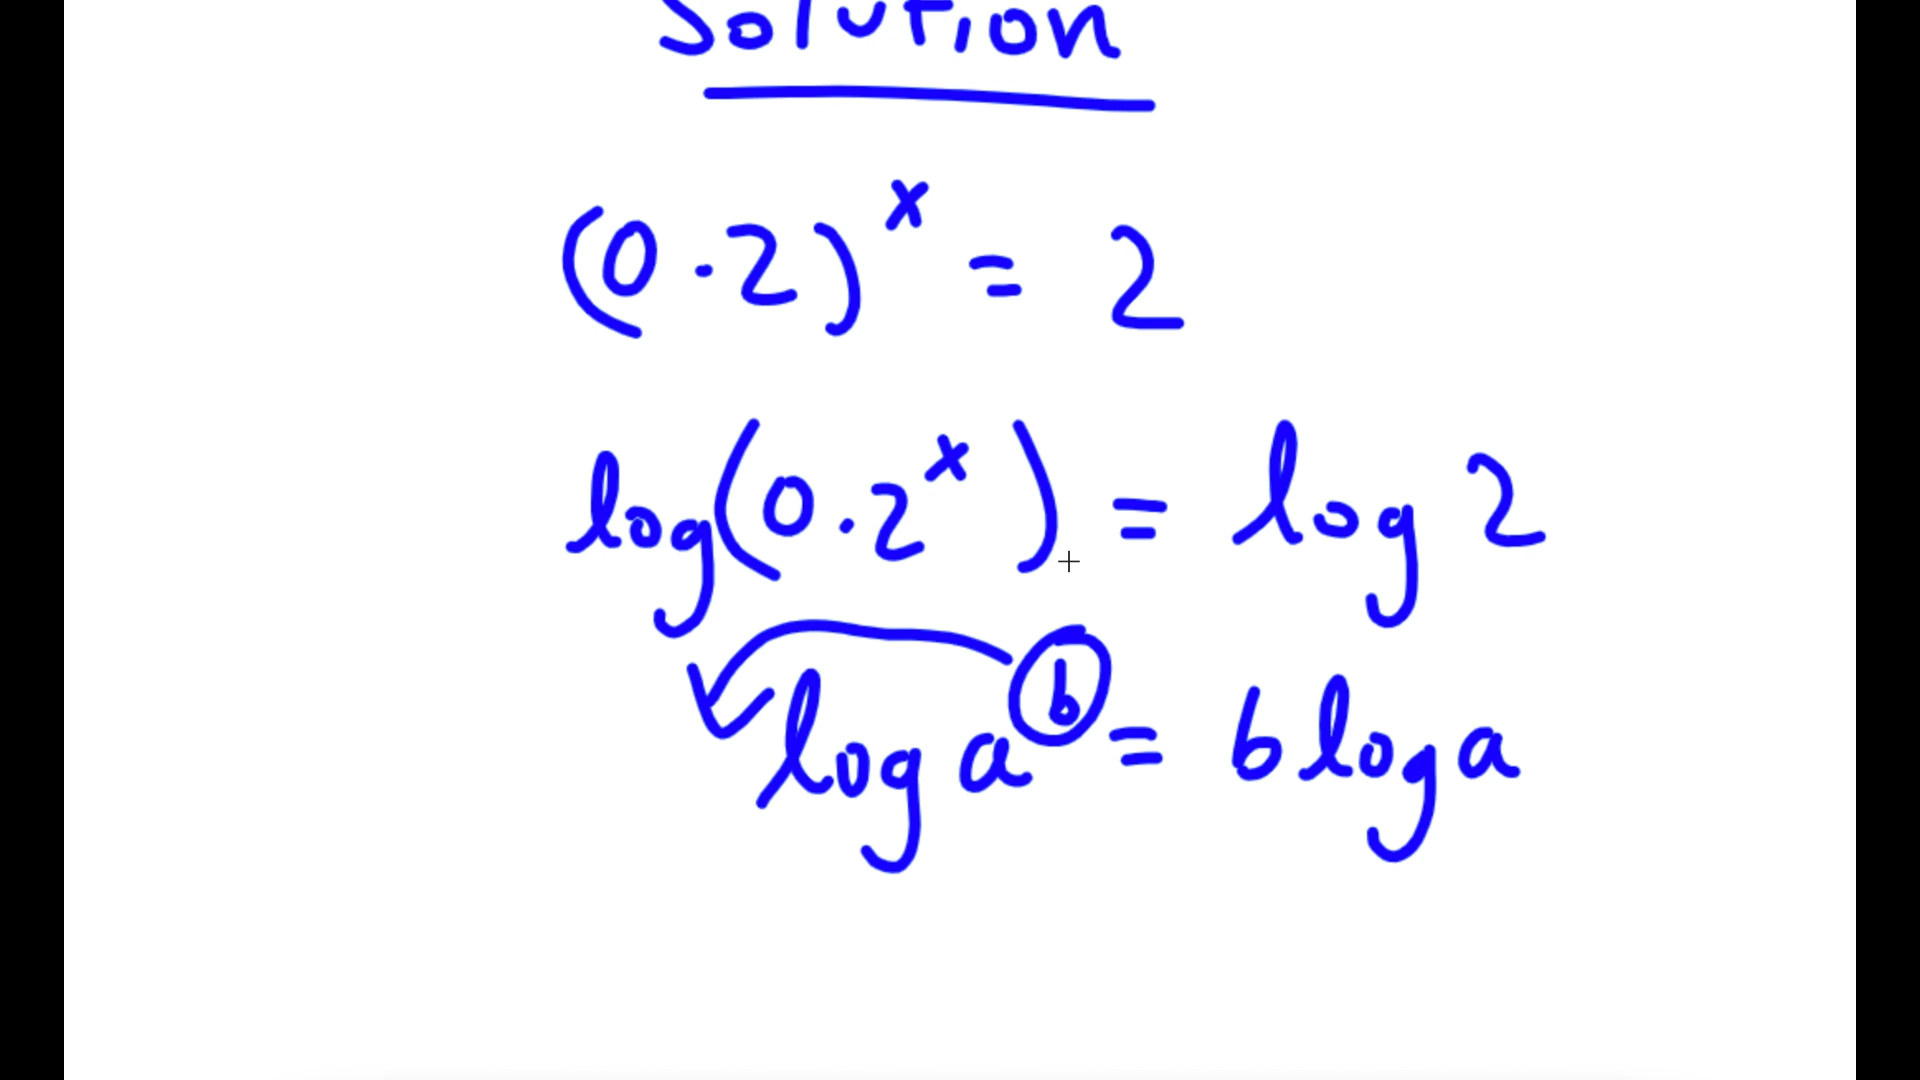 Solution
(0.2)^x = 2
log(0.2^x) = log 2
log a^b = b log a